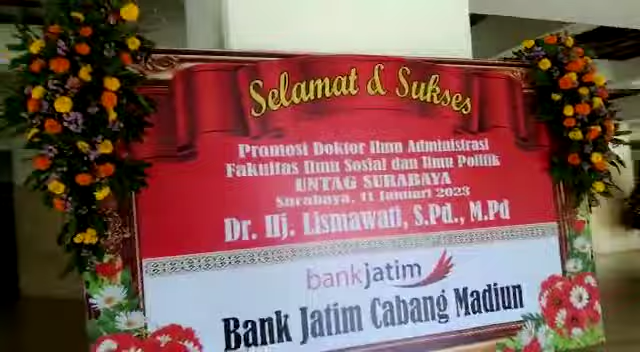 Selamat & Sukses
Promosi Doktor Ilmu Administrasi
Fakultas Ilmu Sosial dan Ilmu Politik
UNTAG SURABAYA
Surabaya, 11 Januari 2023
Dr. Hj. Lismawati, S.Pd., M.Pd
bankjatim
Bank Jatim Cabang Madiun